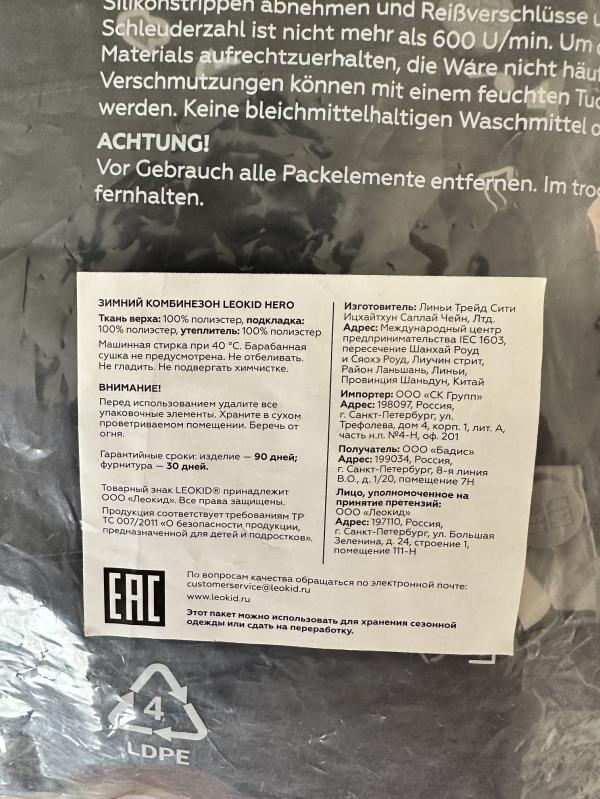 Silikonstrippen abnehmen und Reißverschlüsse
Schleuderzahl ist nicht mehr als 600 U/min. Um
Materials aufrechtzuerhalten, die Ware nicht
Verschmutzungen können mit einem feuchten
werden. Keine bleichmittelhaltigen Waschmittel
ACHTUNG!
Vor Gebrauch alle Packelemente entfernen. Im
fernhalten.
ЗИМНИЙ КОМБИНЕЗОН LEOKID HERO
Ткань верха: 100% полиэстер, подкладка:
100% полиэстер, утеплитель: 100% полиэстер
Машинная стирка при 40 °C. Барабанная
сушка не предусмотрена. Не отбеливать.
Не гладить. Не подвергать химчистке.
ВНИМАНИЕ!
Перед использованием удалите все
упаковочные элементы. Храните в сухом
проветриваемом помещении. Беречь от
огня.
Гарантийные сроки: изделие — 90 дней;
фурнитура — 30 дней.
Товарный знак LEOKID® принадлежит
ООО «Леокид». Все права защищены.
Продукция соответствует требованиям ТР
ТС 007/2011 «О безопасности продукции,
предназначенной для детей и подростков».
Изготовитель: Линьи Трейд Сити
Ицхайтхун Саплай Чейн, Лтд.
Адрес: Международный центр
предпринимательства IEC 1603,
пересечение Шанхай Роуд
и Сяохэ Роуд, Лиучин стрит,
Район Ланьшань, Линьи,
Провинция Шаньдун, Китай
Импортер: ООО «СК Групп»
Адрес: 198097, Россия,
г. Санкт-Петербург, ул.
Трефолева, дом 4, корп. 1, лит. А,
часть н.п. №4-Н, оф. 201
Получатель: ООО «Бадис»
Адрес: 199034, Россия,
г. Санкт-Петербург, 8-я линия
В.О., д. 1/20, помещение 7Н
Лицо, уполномоченное на
принятие претензий:
ООО «Леокид»
Адрес: 197110, Россия,
г. Санкт-Петербург, ул. Большая
Зеленина, д. 24, строение 1,
помещение 111-Н
EAC
По вопросам качества обращаться по электронной почте:
customerservice@leokid.ru
www.leokid.ru
Этот пакет можно использовать для хранения сезонной
одежды или сдать на переработку.
4
LDPE